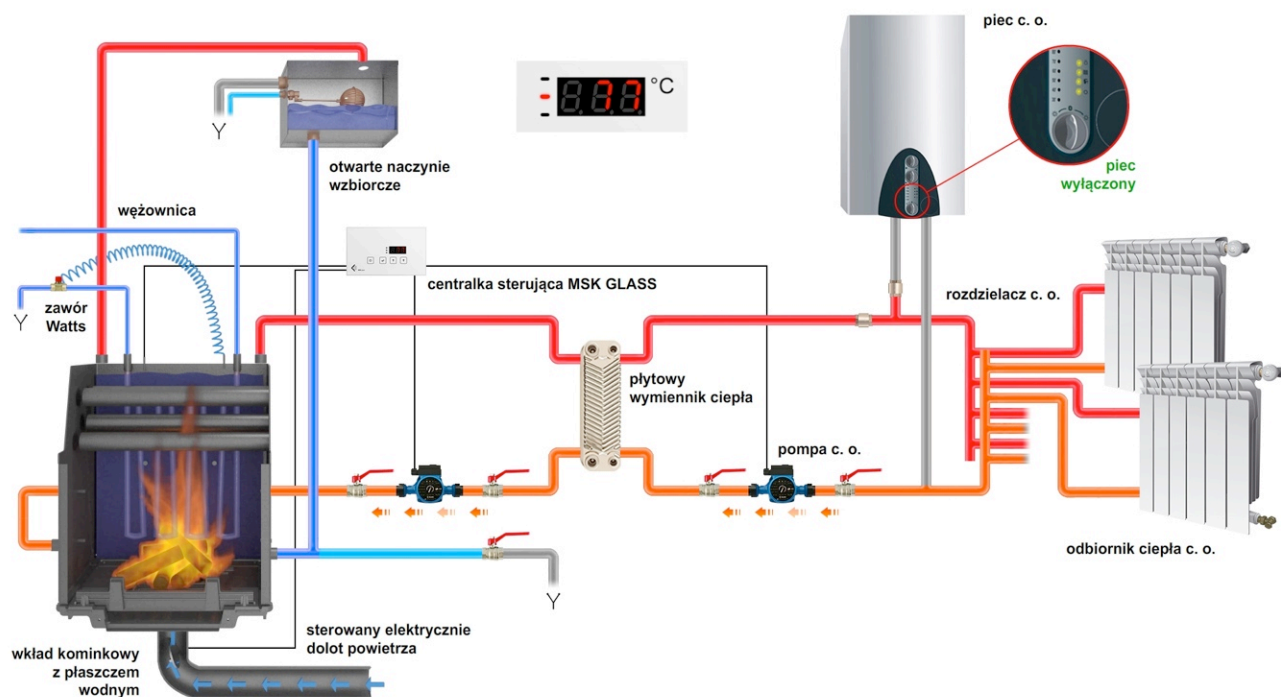 piec c. o.
77
°C
piec
wyłączony
otwarte naczynie
wzbiorcze
wężownica
centralka sterująca MSK GLASS
zawór
Watts
rozdzielacz c. o.
płytowy
wymiennik ciepła
pompa c. o.
odbiornik ciepła c. o.
sterowany elektrycznie
dolot powietrza
wkład kominkowy
z płaszczem
wodnym